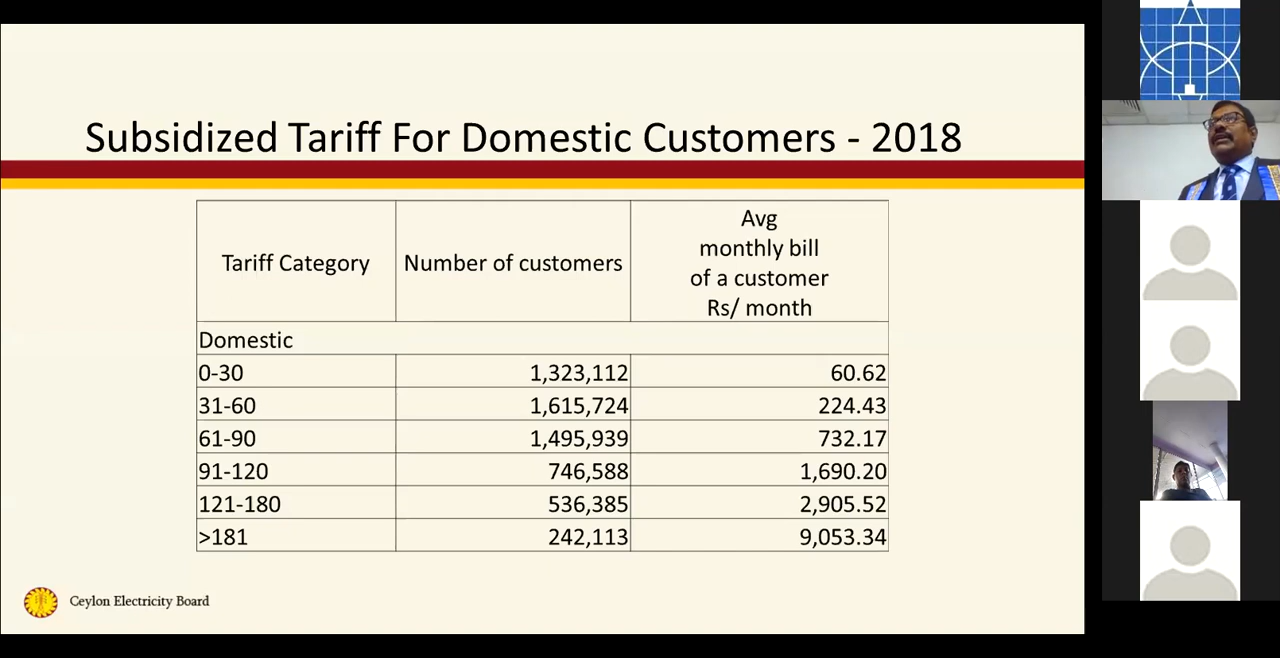 Subsidized Tariff For Domestic Customers - 2018
Tariff Category
Number of customers
Avg
monthly bill
of a customer
Rs/ month
Domestic
0-30 1,323,112 60.62
31-60 1,615,724 224.43
61-90 1,495,939 732.17
91-120 746,588 1,690.20
121-180 536,385 2,905.52
>181 242,113 9,053.34
Ceylon Electricity Board